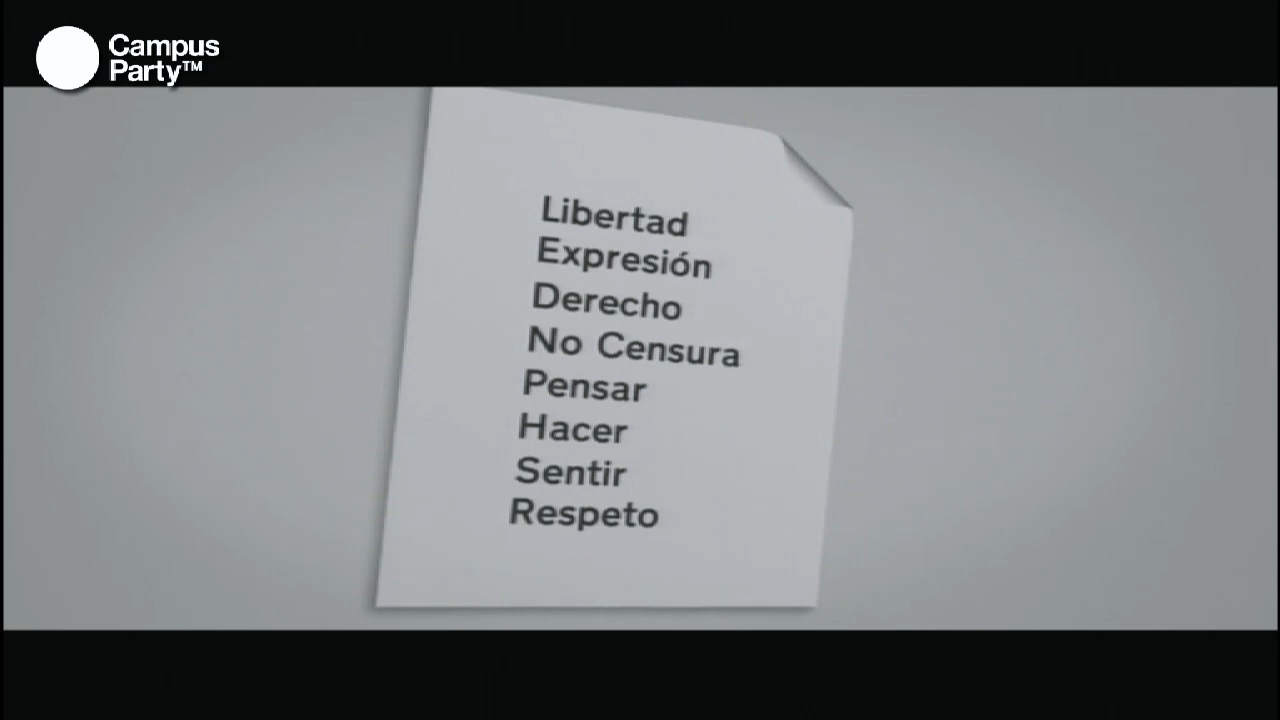 Campus
Party™
Libertad
Expresión
Derecho
No Censura
Pensar
Hacer
Sentir
Respeto